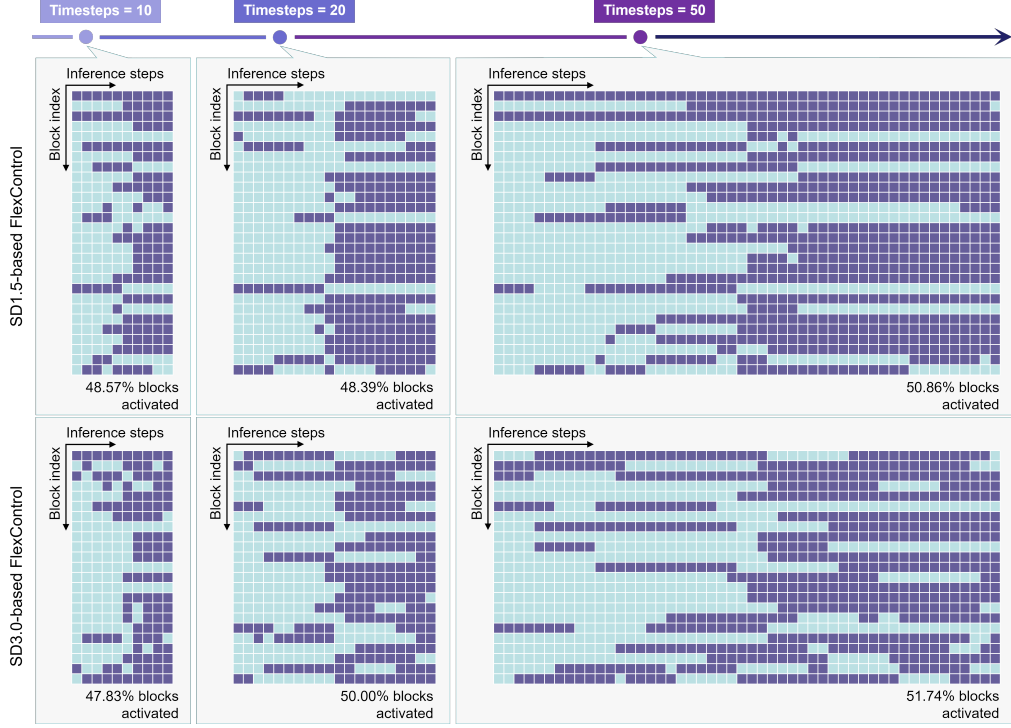 Timesteps = 10
Timesteps = 20
Timesteps = 50
SD1.5-based FlexControl
Inference steps
Block index
48.57% blocks
activated
Inference steps
Block index
48.39% blocks
activated
Inference steps
Block index
50.86% blocks
activated
SD3.0-based FlexControl
Inference steps
Block index
47.83% blocks
activated
Inference steps
Block index
50.00% blocks
activated
Inference steps
Block index
51.74% blocks
activated